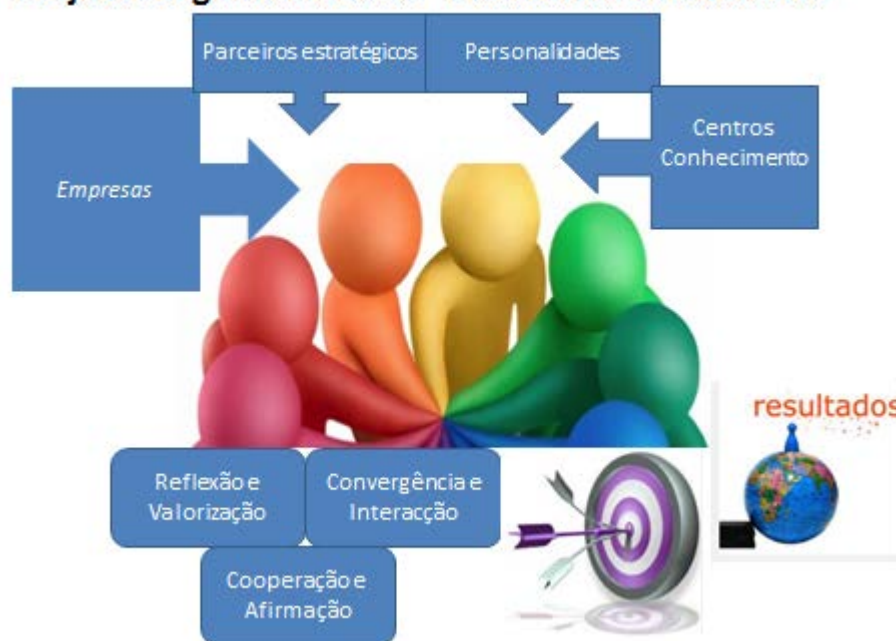 Parceiros estratégicos
Personalidades
Centros
Conhecimento
Empresas
resultados
Reflexão e
Valorização
Convergência e
Interacção
Cooperação e
Afirmação